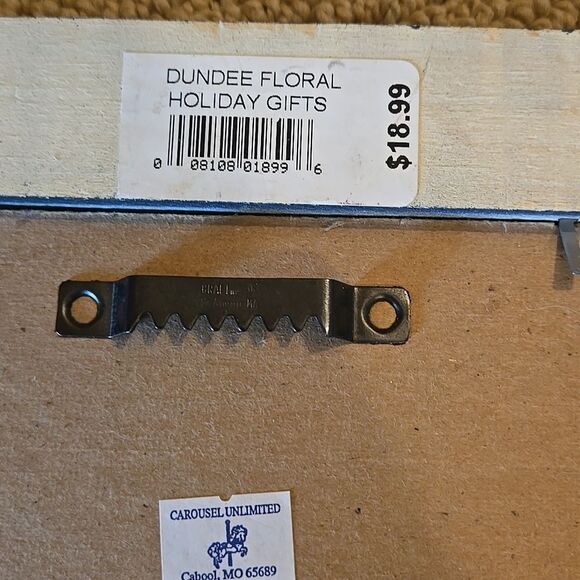 DUNDEE FLORAL
HOLIDAY GIFTS
0 08108 01899 6
$18.99
CAROUSEL UNLIMITED
Cabool, MO 65689